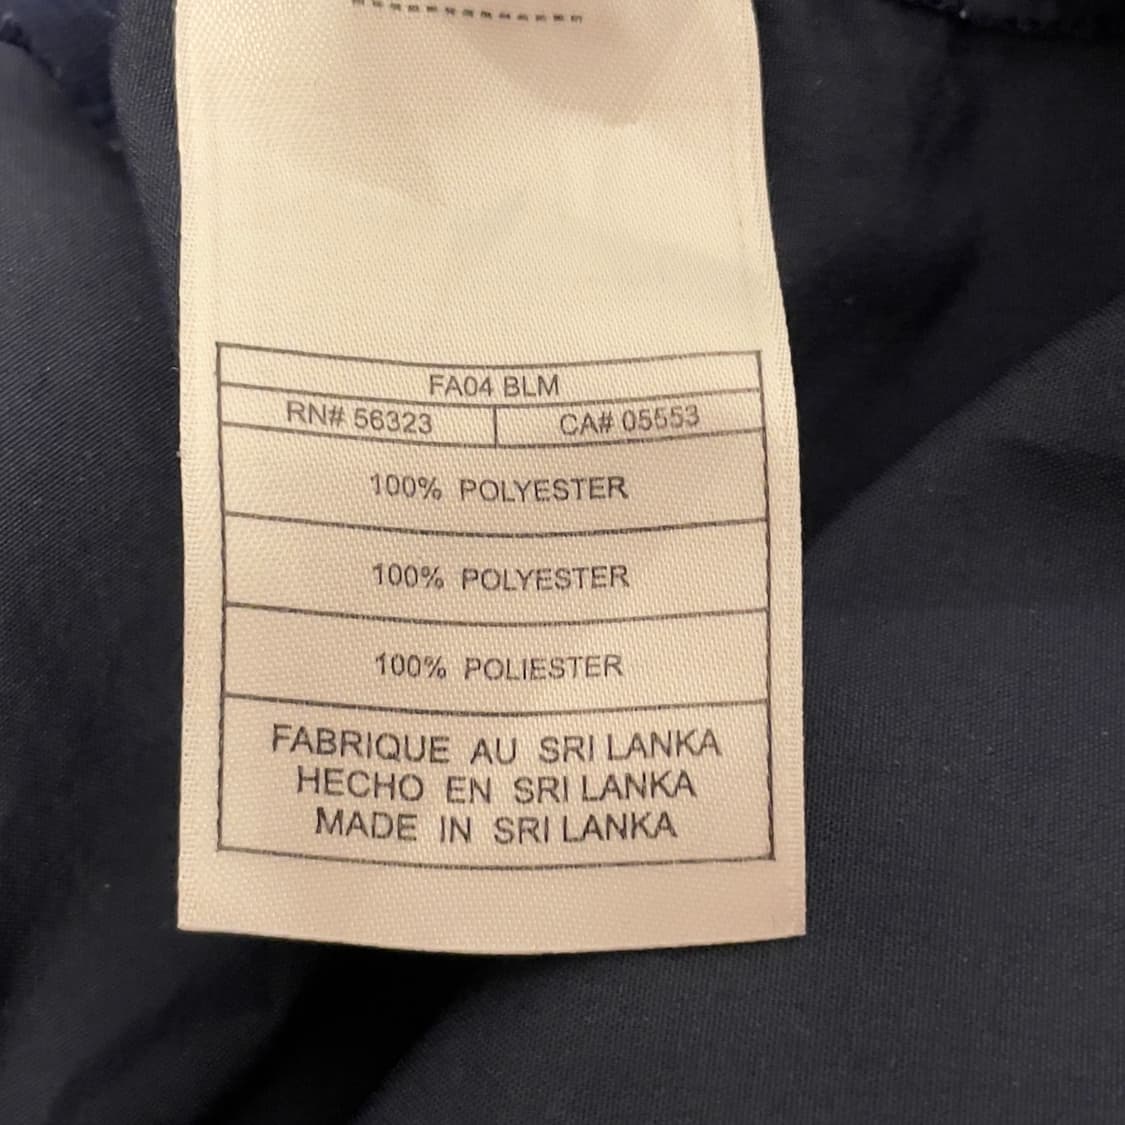 FA04 BLM
RN# 56323 CA# 05553
100% POLYESTER
100% POLYESTER
100% POLIESTER
FABRIQUE AU SRI LANKA
HECHO EN SRI LANKA
MADE IN SRI LANKA